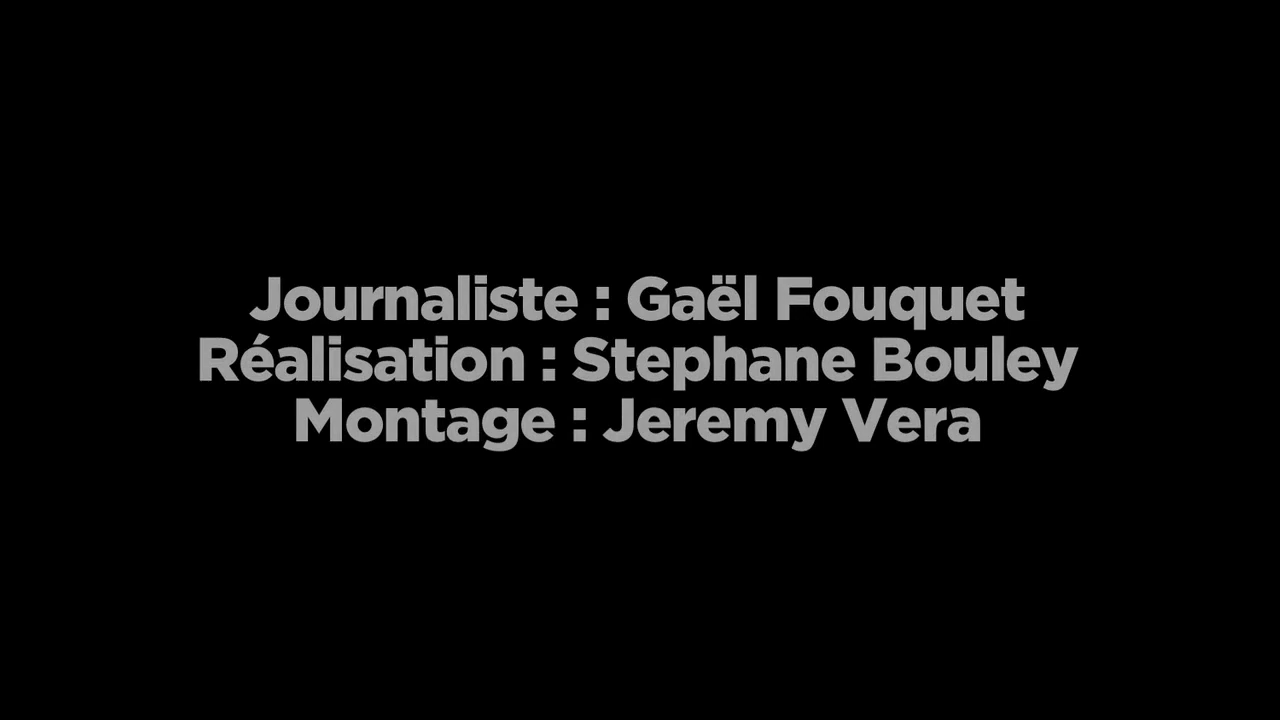 Journaliste : Gaël Fouquet
Réalisation : Stephane Bouley
Montage : Jeremy Vera